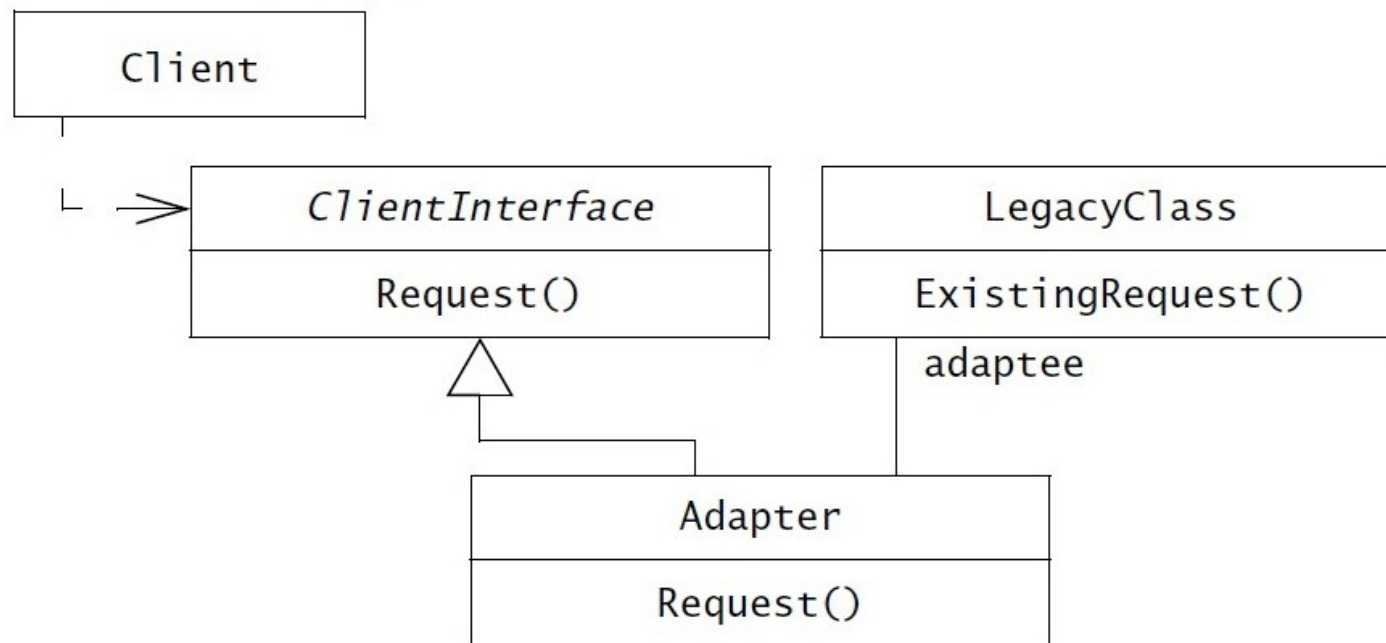 Client
ClientInterface
Request()
LegacyClass
ExistingRequest()
adaptee
Adapter
Request()